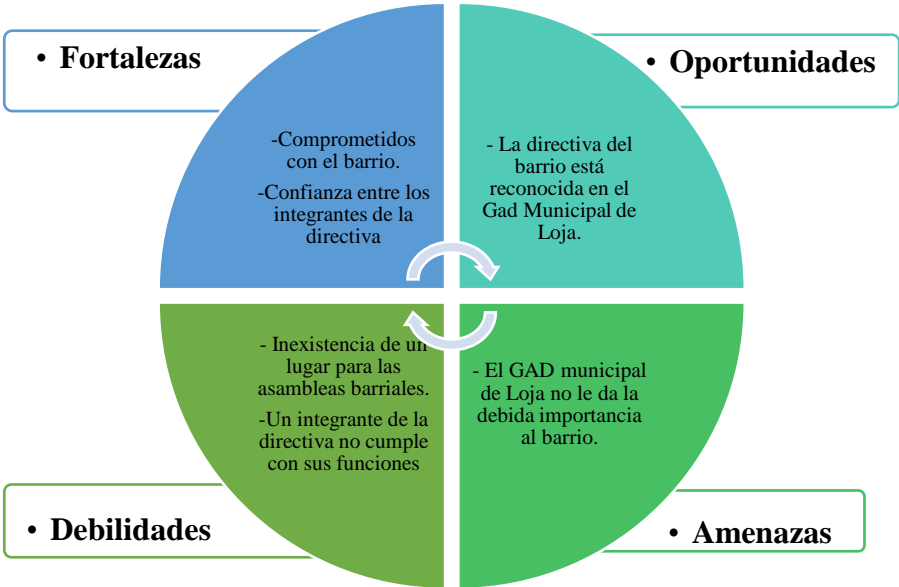 • Fortalezas
-Comprometidos
con el barrio.
-Confianza entre los
integrantes de la
directiva
• Oportunidades
- La directiva del
barrio está
reconocida en el
Gad Municipal de
Loja.
- Inexistencia de un
lugar para las
asambleas barriales.
-Un integrante de la
directiva no cumple
con sus funciones
• Debilidades
- El GAD municipal
de Loja no le da la
debida importancia
al barrio.
• Amenazas